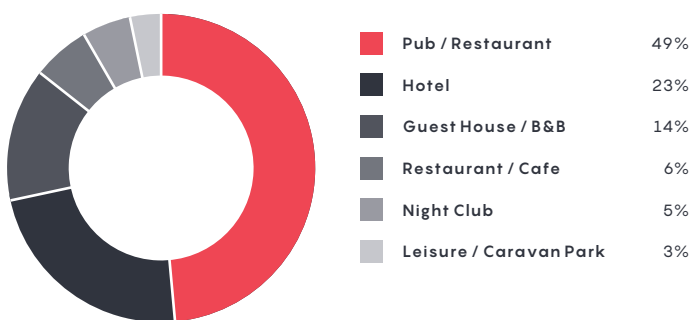 Pub / Restaurant 49%
Hotel 23%
Guest House / B&B 14%
Restaurant / Cafe 6%
Night Club 5%
Leisure / Caravan Park 3%